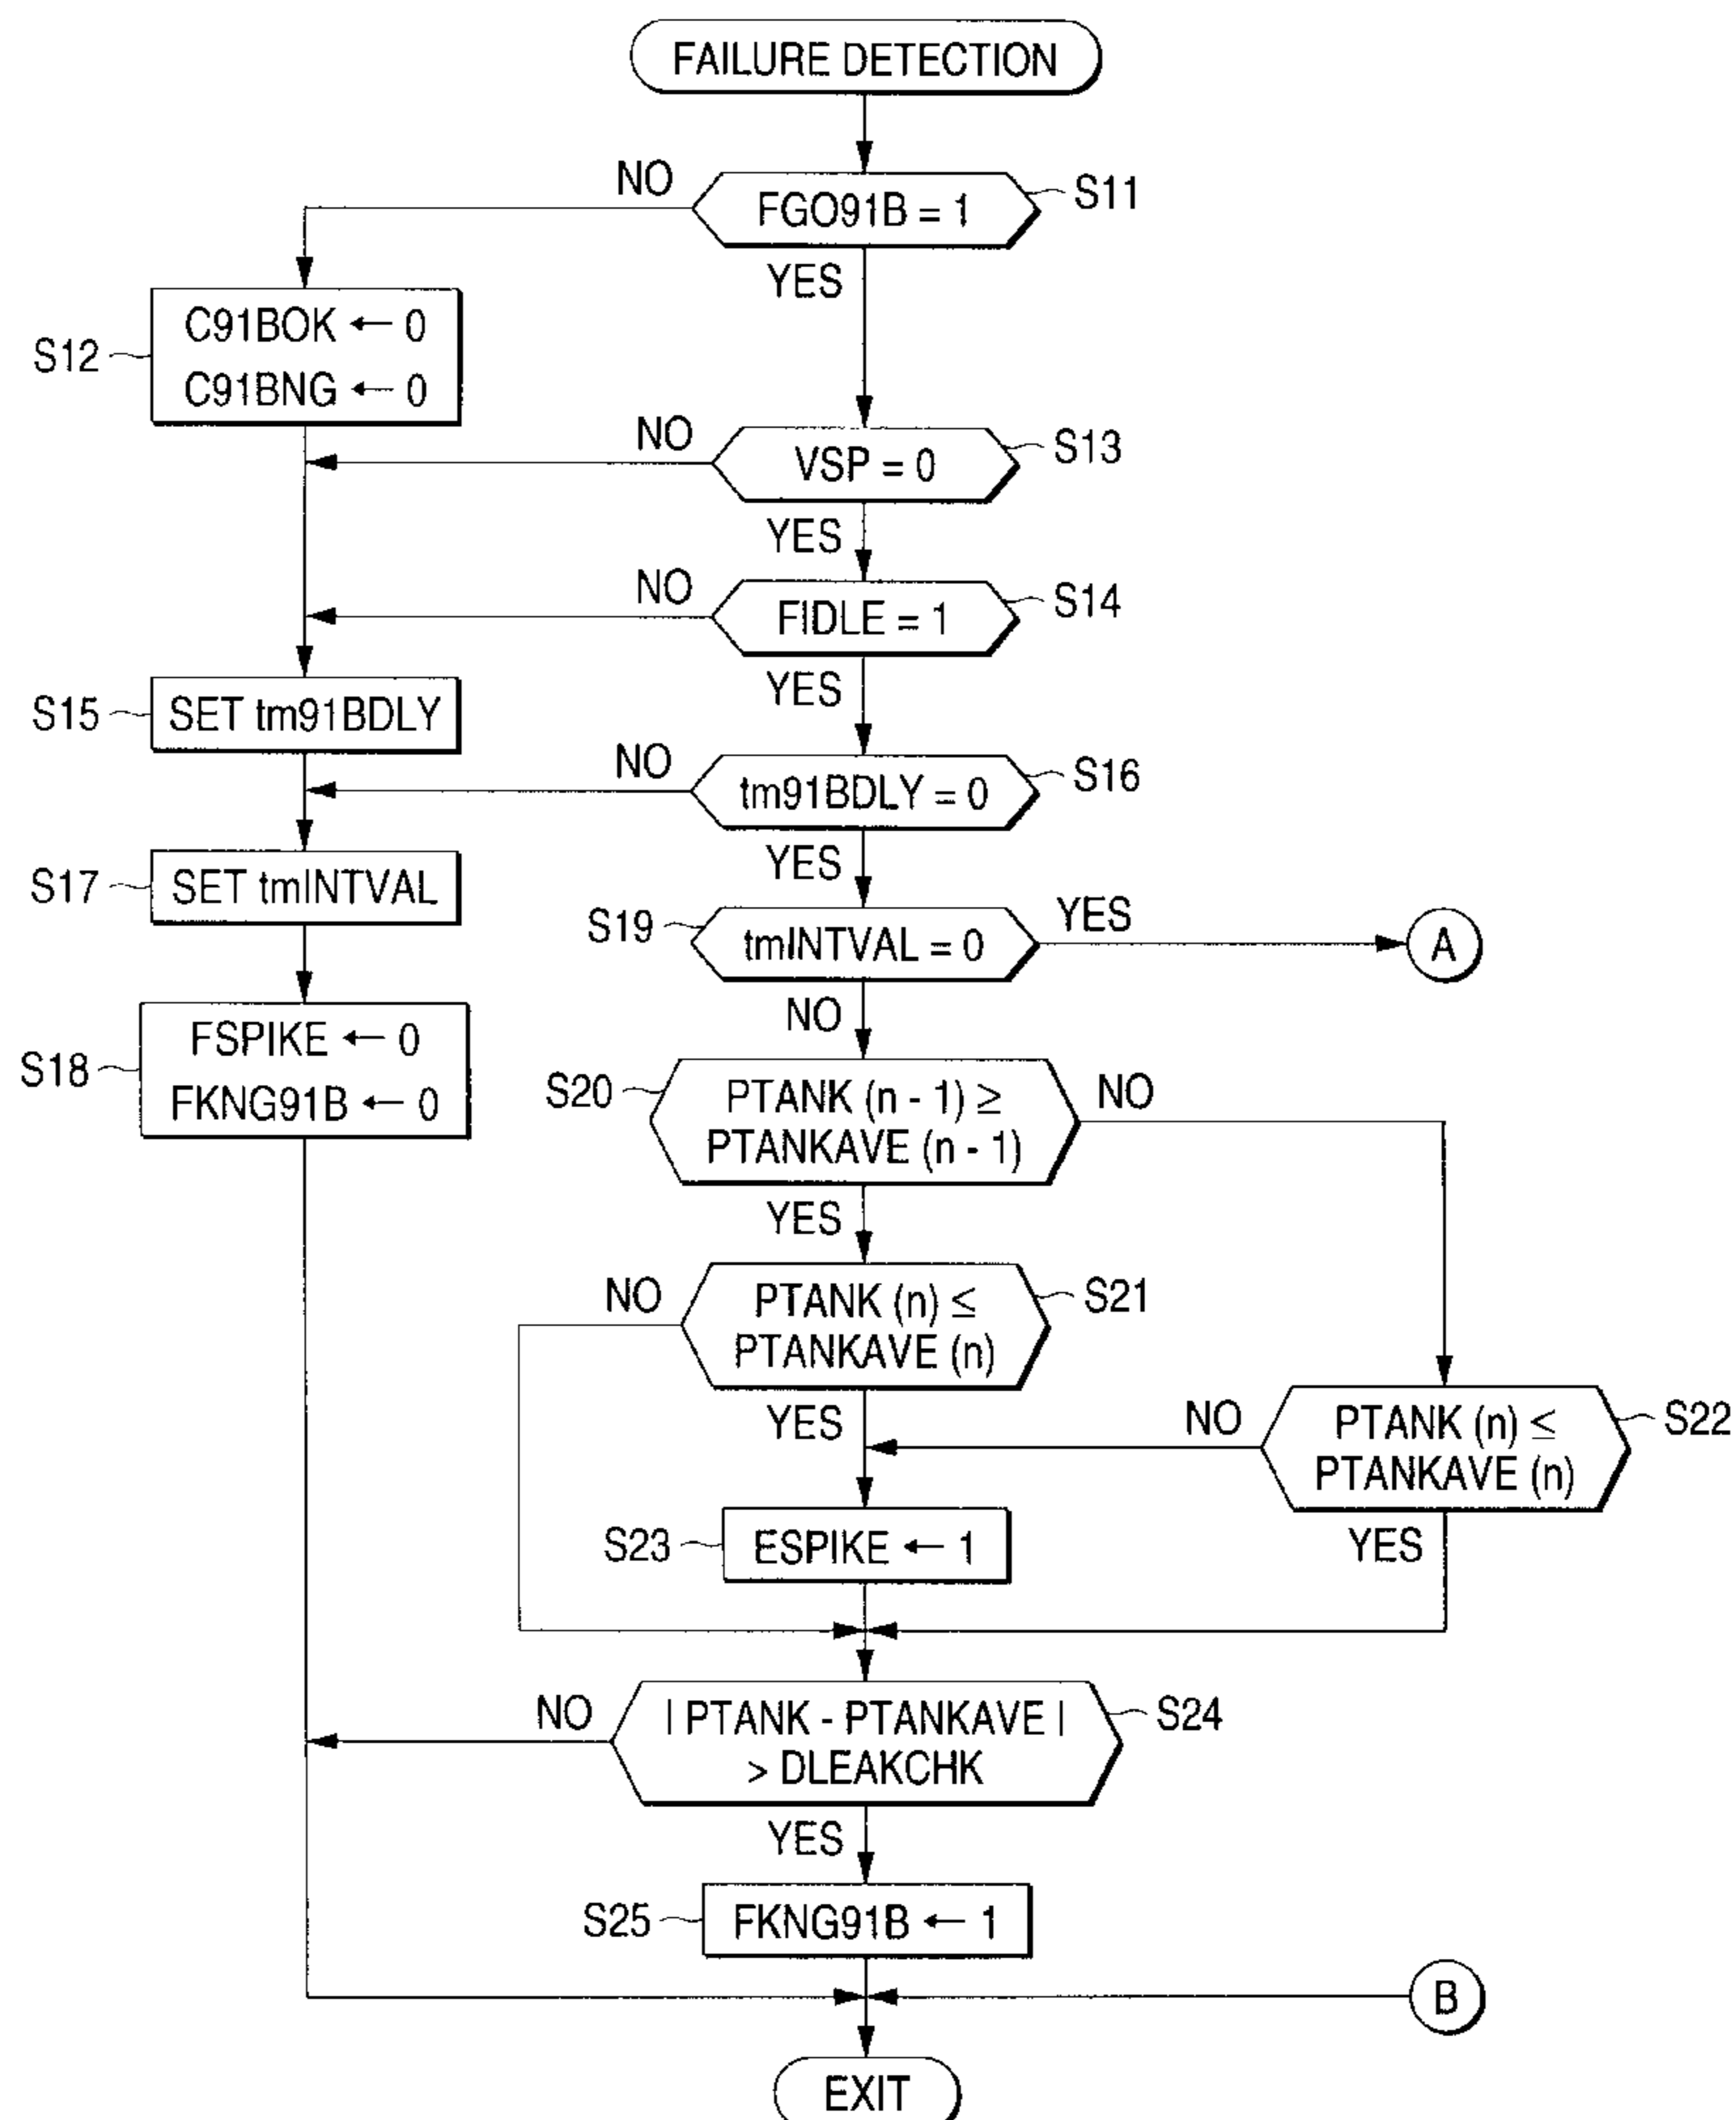 FAILURE DETECTION
NO
FGO91B = 1
S11
YES
S12
C91BOK ← 0
C91BNG ← 0
NO
VSP = 0
S13
YES
NO
FIDLE = 1
S14
YES
S15
SET tm91BDLY
NO
tm91BDLY = 0
S16
YES
S17
SET tmINTVAL
S19
tmINTVAL = 0
YES
A
NO
S18
FSPIKE ← 0
FKNG91B ← 0
S20
PTANK (n - 1) ≥
PTANKAVE (n - 1)
NO
YES
NO
PTANK (n) ≤
PTANKAVE (n)
S21
YES
NO
PTANK (n) ≤
PTANKAVE (n)
S22
YES
S23
ESPIKE ← 1
NO
| PTANK - PTANKAVE |
> DLEAKCHK
S24
YES
S25
FKNG91B ← 1
B
EXIT